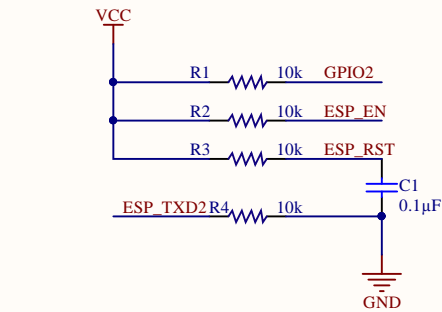 VCC
R1 10k GPIO2
R2 10k ESP_EN
R3 10k ESP_RST
C1
0.1µF
ESP_TXD2 R4 10k
GND